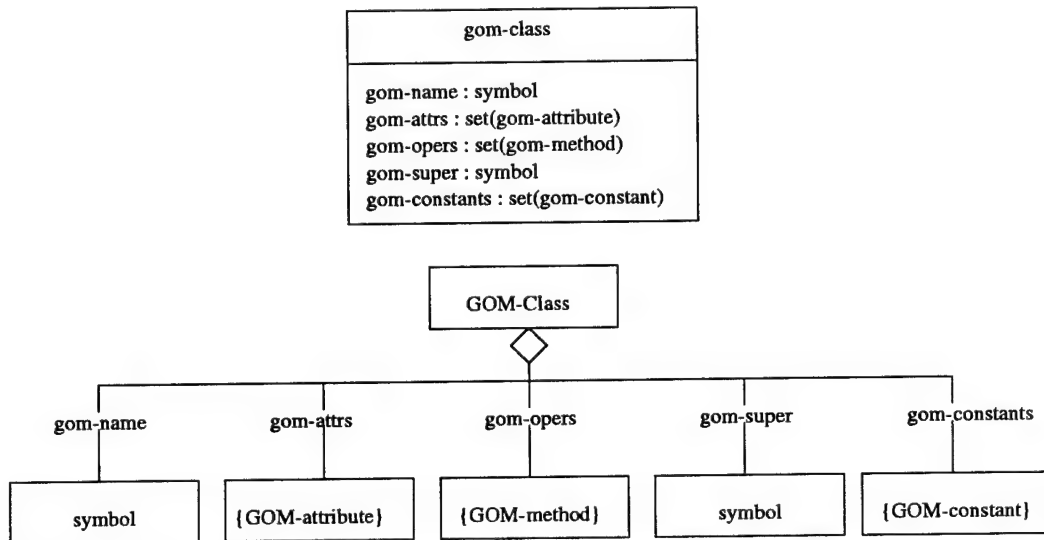 gom-class
gom-name : symbol
gom-attrs : set(gom-attribute)
gom-opers : set(gom-method)
gom-super : symbol
gom-constants : set(gom-constant)
GOM-Class
gom-name gom-attrs gom-opers gom-super gom-constants
symbol {GOM-attribute} {GOM-method} symbol {GOM-constant}